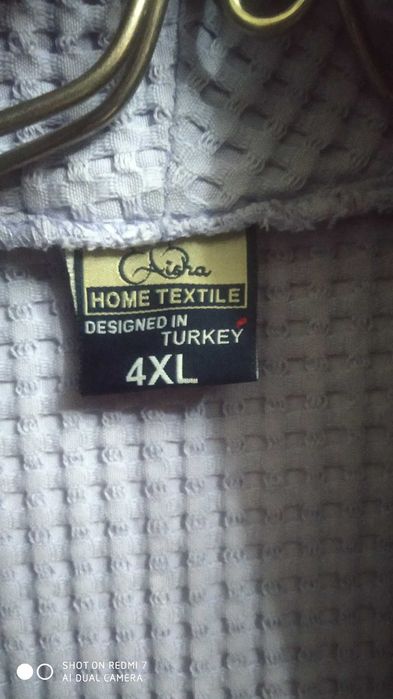 Aisha
HOME TEXTILE
DESIGNED IN
TURKEY
4XL
SHOT ON REDMI 7
AI DUAL CAMERA